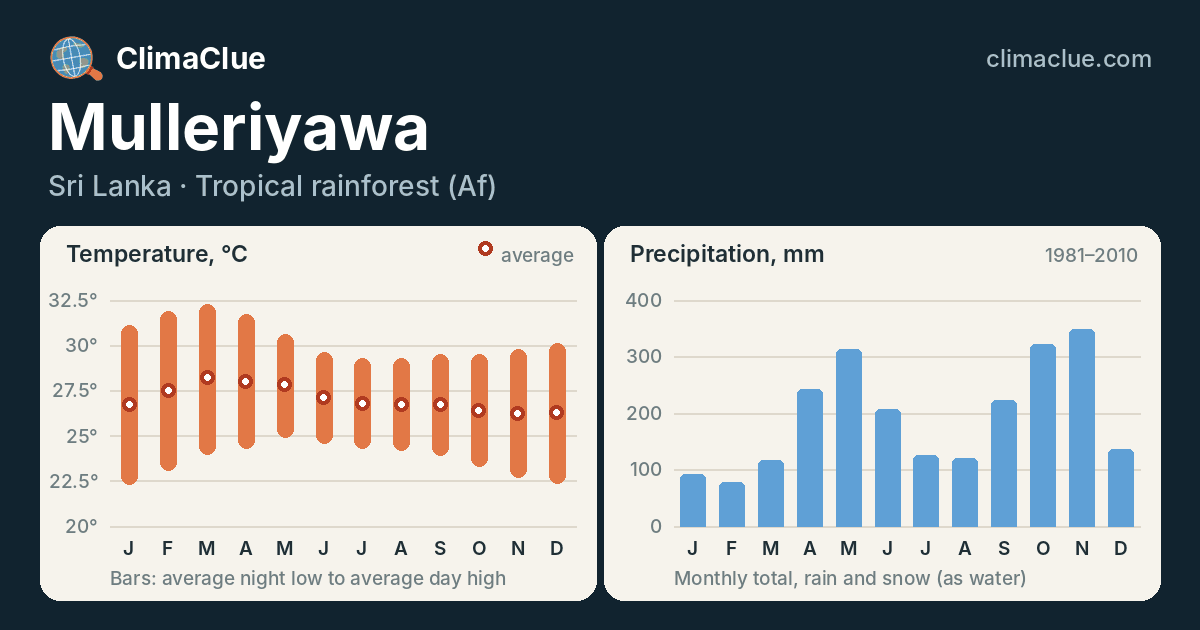 ClimaClue
climaclue.com
Mulleriyawa
Sri Lanka · Tropical rainforest (Af)
Temperature, °C
average
32.5°
30°
27.5°
25°
22.5°
20°
J F M A M J J A S O N D
Bars: average night low to average day high
Precipitation, mm
1981–2010
400
300
200
100
0
J F M A M J J A S O N D
Monthly total, rain and snow (as water)